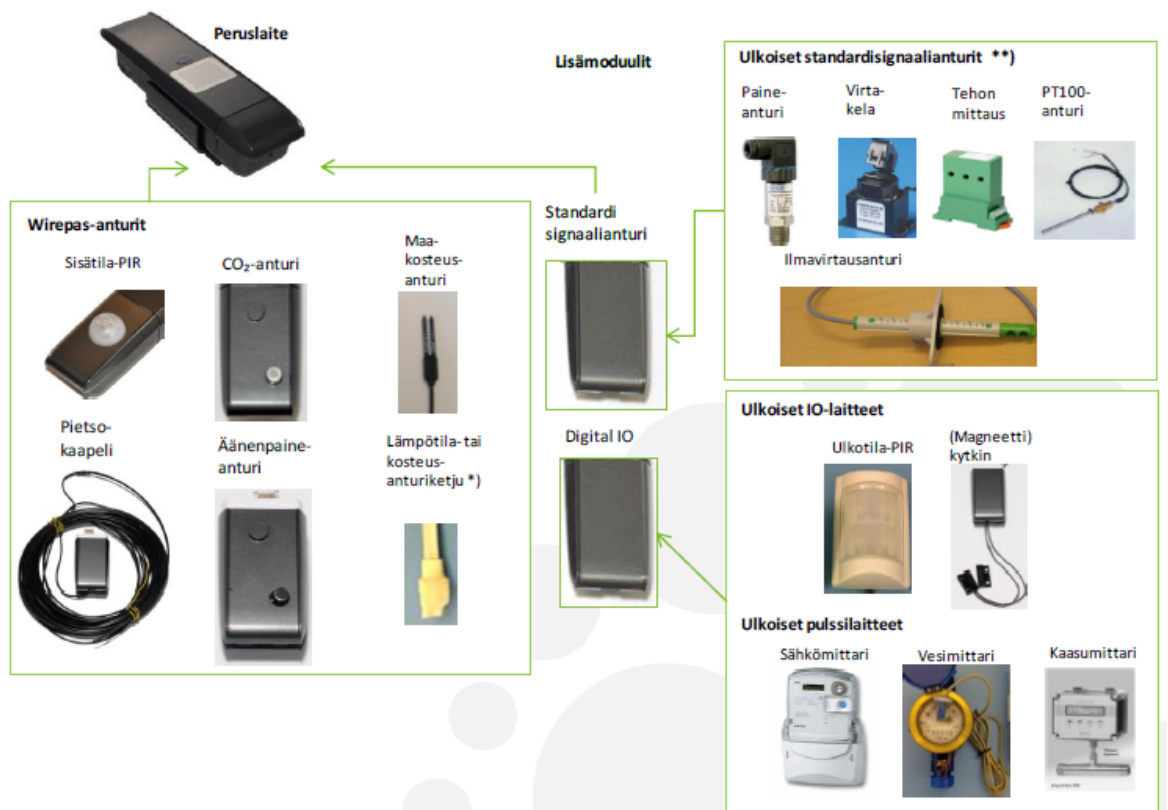 Peruslaite
Lisämoduulit
Wirepas-anturit
Sisätila-PIR
CO₂-anturi
Maa-
kosteus-
anturi
Pietso-
kaapeli
Äänenpaine-
anturi
Lämpötila- tai
kosteus-
anturiketju *)
Standardi
signaalianturi
Digital IO
Ulkoiset standardisignaalianturit **)
Paine-
anturi
Virta-
kela
Tehon
mittaus
PT100-
anturi
Ilmavirtausanturi
Ulkoiset IO-laitteet
Ulkotila-PIR
(Magneetti)
kytkin
Ulkoiset pulssilaitteet
Sähkömittari
Vesimittari
Kaasumittari